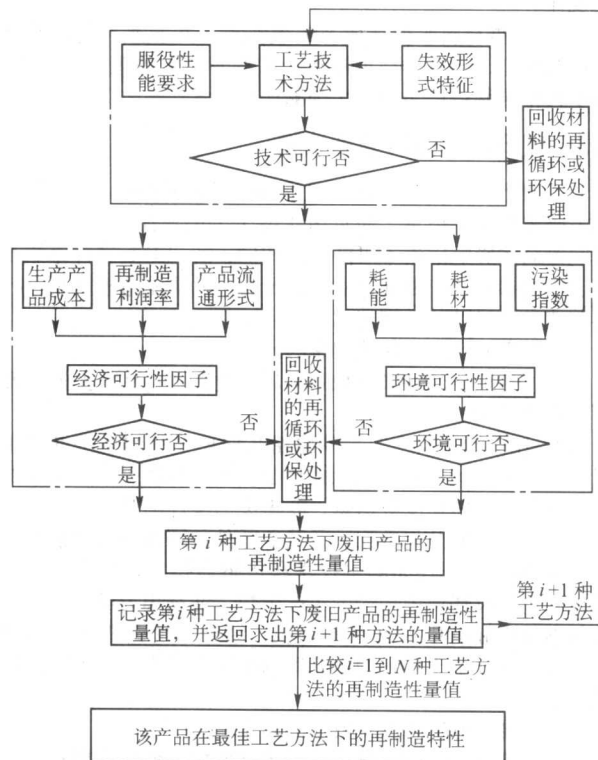 服役性
能要求
工艺技
术方法
失效形
式特征
技术可行否
否
是
回收材
料的再
循环或
环保处
理
生产产
品成本
再制造
利润率
产品流
通形式
耗
能
耗
材
污染
指数
经济可行性因子
环境可行性因子
经济可行否
否
是
回收
材料
的再
循环
或环
保处
理
环境可行否
否
是
第 i 种工艺方法下废旧产品的
再制造性量值
记录第i种工艺方法下废旧产品的再制造性
量值，并返回求出第i+1 种方法的量值
第 i+1 种
工艺方法
比较i=1到N 种工艺方
法的再制造性量值
该产品在最佳工艺方法下的再制造特性